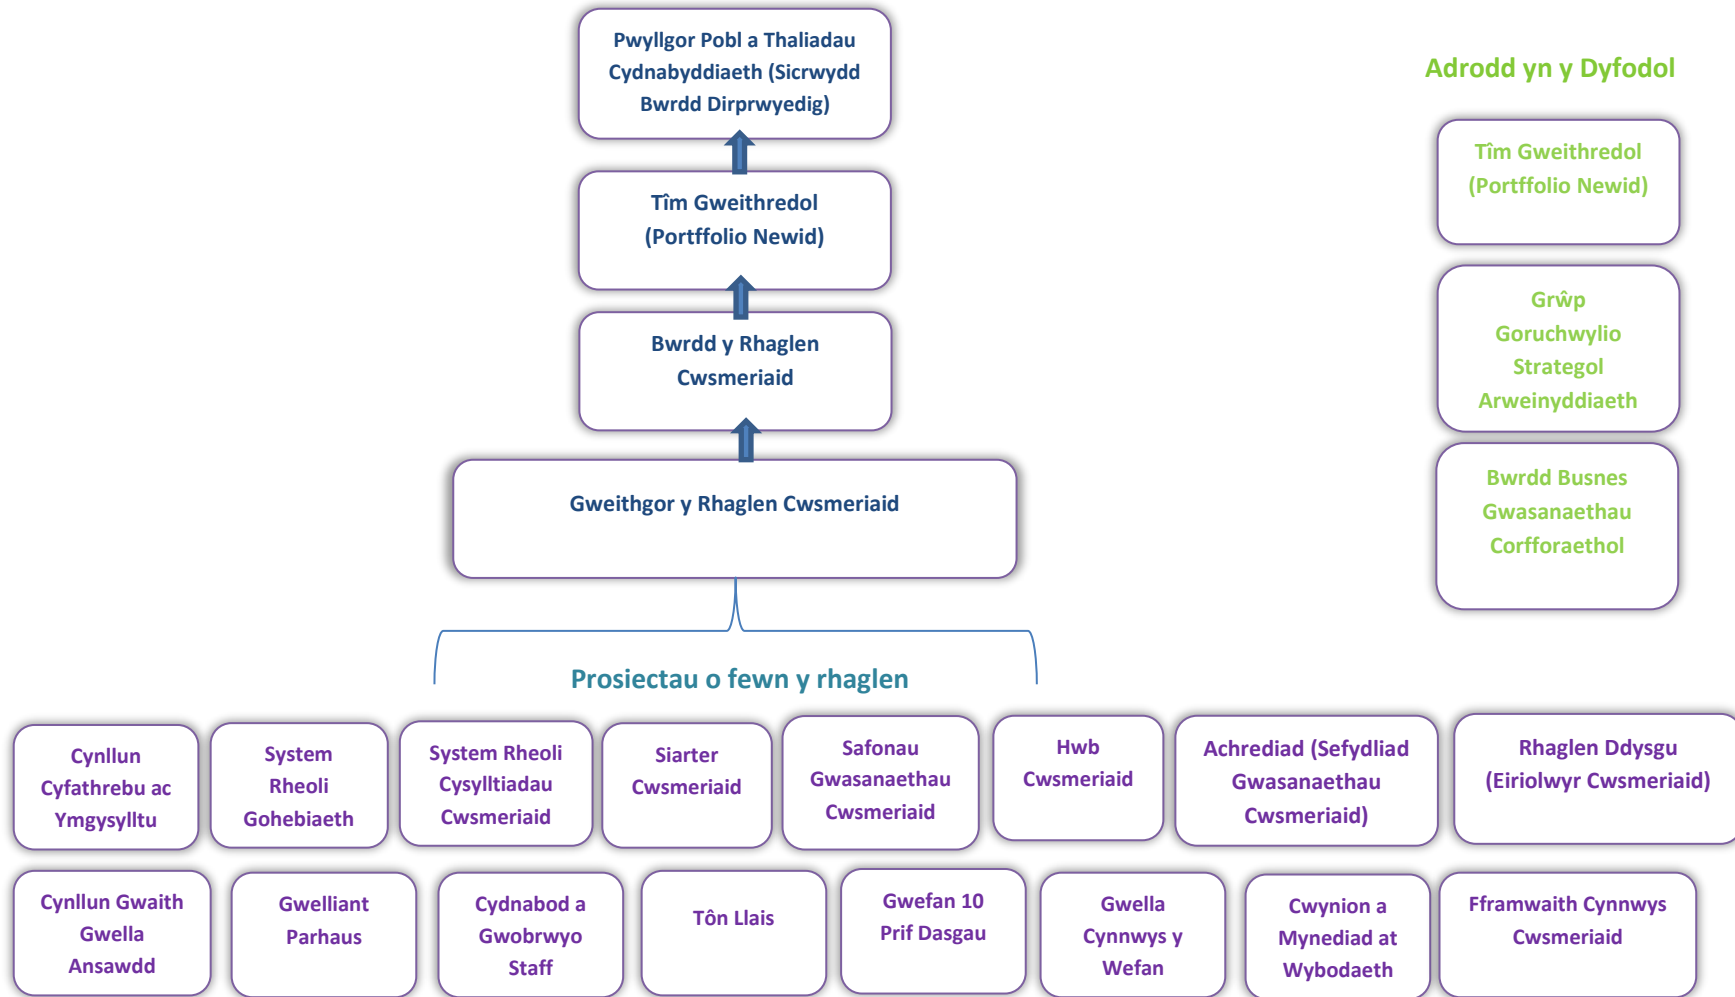 Pwyllgor Pobl a Thaliadau
Cydnabyddiaeth (Sicrwydd
Bwrdd Dirprwyedig)
Adrodd yn y Dyfodol
Tîm Gweithredol
(Portffolio Newid)
Tîm Gweithredol
(Portffolio Newid)
Grŵp
Goruchwylio
Strategol
Arweinyddiaeth
Bwrdd y Rhaglen
Cwsmeriaid
Bwrdd Busnes
Gwasanaethau
Corfforaethol
Gweithgor y Rhaglen Cwsmeriaid
Prosiectau o fewn y rhaglen
Cynllun
Cyfathrebu ac
Ymgysylltu
System
Rheoli
Gohebiaeth
System Rheoli
Cysylltiadau
Cwsmeriaid
Siarter
Cwsmeriaid
Safonau
Gwasanaethau
Cwsmeriaid
Hwb
Cwsmeriaid
Achrediad (Sefydliad
Gwasanaethau
Cwsmeriaid)
Rhaglen Ddysgu
(Eiriolwyr Cwsmeriaid)
Cynllun Gwaith
Gwella
Ansawdd
Gwelliant
Parhaus
Cydnabod a
Gwobrwyo
Staff
Tôn Llais
Gwefan 10
Prif Dasgau
Gwella
Cynnwys y
Wefan
Cwynion a
Mynediad at
Wybodaeth
Fframwaith Cynnwys
Cwsmeriaid